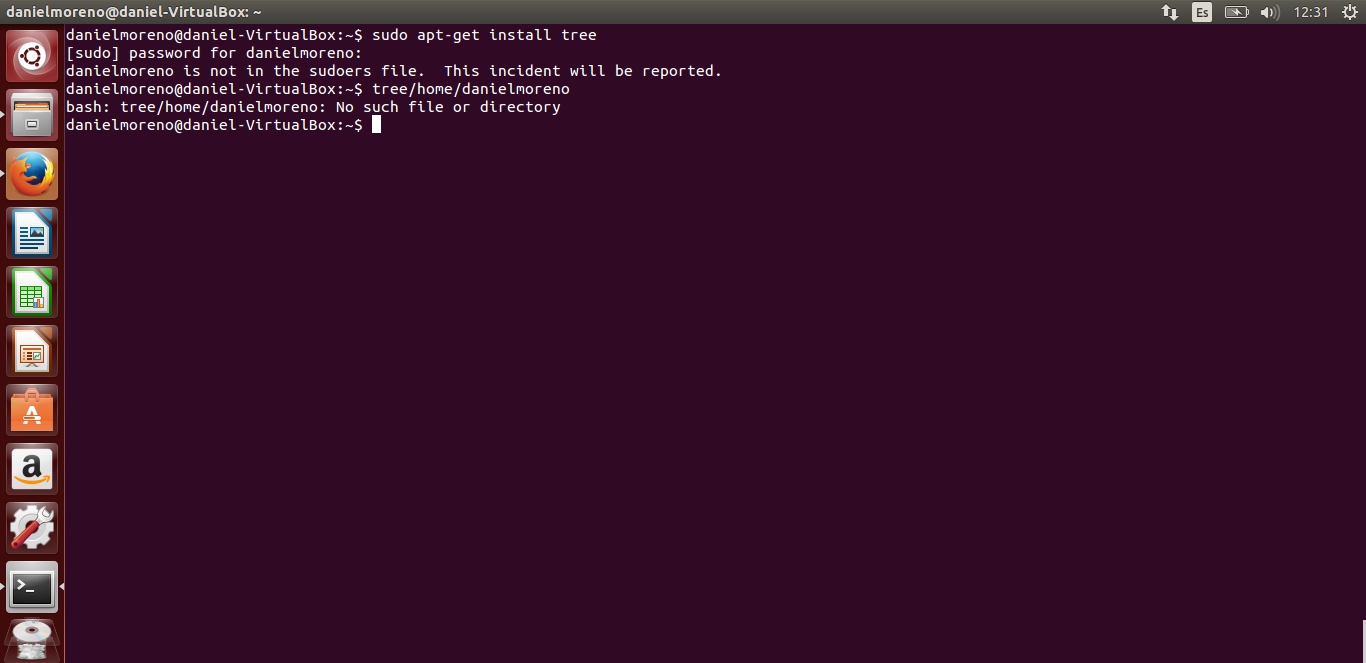 danielmoreno@daniel-VirtualBox: ~
Es
12:31
danielmoreno@daniel-VirtualBox:~$ sudo apt-get install tree
[sudo] password for danielmoreno:
danielmoreno is not in the sudoers file.  This incident will be reported.
danielmoreno@daniel-VirtualBox:~$ tree/home/danielmoreno
bash: tree/home/danielmoreno: No such file or directory
danielmoreno@daniel-VirtualBox:~$